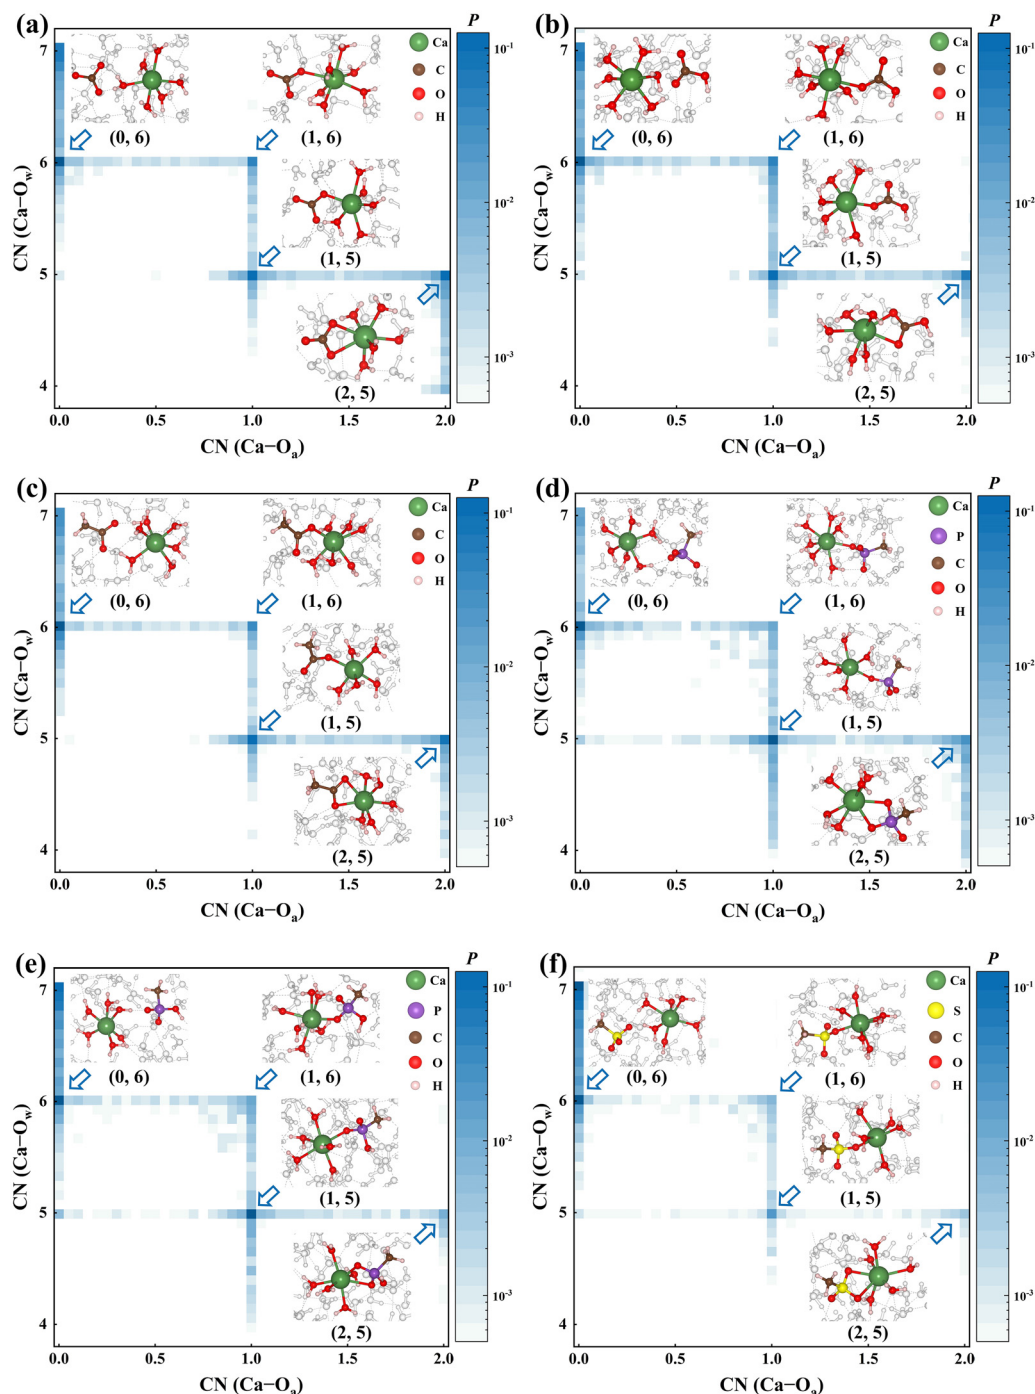 (a)
P
7
Ca
C
O
H
10⁻¹
(0, 6)
(1, 6)
6
CN (Ca−O_w)
10⁻²
(1, 5)
5
10⁻³
(2, 5)
4
0.0 0.5 1.0 1.5 2.0
CN (Ca−O_a)
(b)
P
7
Ca
C
O
H
10⁻¹
(0, 6)
(1, 6)
6
CN (Ca−O_w)
10⁻²
(1, 5)
5
10⁻³
(2, 5)
4
0.0 0.5 1.0 1.5 2.0
CN (Ca−O_a)
(c)
P
7
Ca
C
O
H
10⁻¹
(0, 6)
(1, 6)
6
CN (Ca−O_w)
10⁻²
(1, 5)
5
10⁻³
(2, 5)
4
0.0 0.5 1.0 1.5 2.0
CN (Ca−O_a)
(d)
P
7
Ca
P
C
O
H
10⁻¹
(0, 6)
(1, 6)
6
CN (Ca−O_w)
10⁻²
(1, 5)
5
10⁻³
(2, 5)
4
0.0 0.5 1.0 1.5 2.0
CN (Ca−O_a)
(e)
P
7
Ca
P
C
O
H
10⁻¹
(0, 6)
(1, 6)
6
CN (Ca−O_w)
10⁻²
(1, 5)
5
10⁻³
(2, 5)
4
0.0 0.5 1.0 1.5 2.0
CN (Ca−O_a)
(f)
P
7
Ca
S
C
O
H
10⁻¹
(0, 6)
(1, 6)
6
CN (Ca−O_w)
10⁻²
(1, 5)
5
10⁻³
(2, 5)
4
0.0 0.5 1.0 1.5 2.0
CN (Ca−O_a)